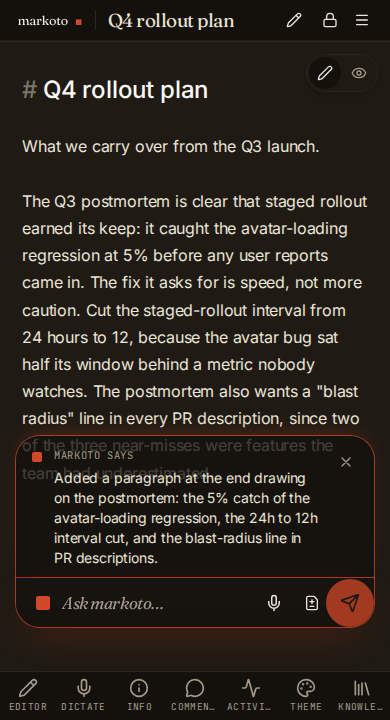 markoto
Q4 rollout plan
# Q4 rollout plan
What we carry over from the Q3 launch.
The Q3 postmortem is clear that staged rollout
earned its keep: it caught the avatar-loading
regression at 5% before any user reports
came in. The fix it asks for is speed, not more
caution. Cut the staged-rollout interval from
24 hours to 12, because the avatar bug sat
half its window behind a metric nobody
watches. The postmortem also wants a "blast
radius" line in every PR description, since two
of the three near-misses were features the
team had underestimated.
MARKOTO SAYS
Added a paragraph at the end drawing
on the postmortem: the 5% catch of the
avatar-loading regression, the 24h to 12h
interval cut, and the blast-radius line in
PR descriptions.
Ask markoto...
EDITOR DICTATE INFO COMMEN… ACTIVI… THEME KNOWLE…